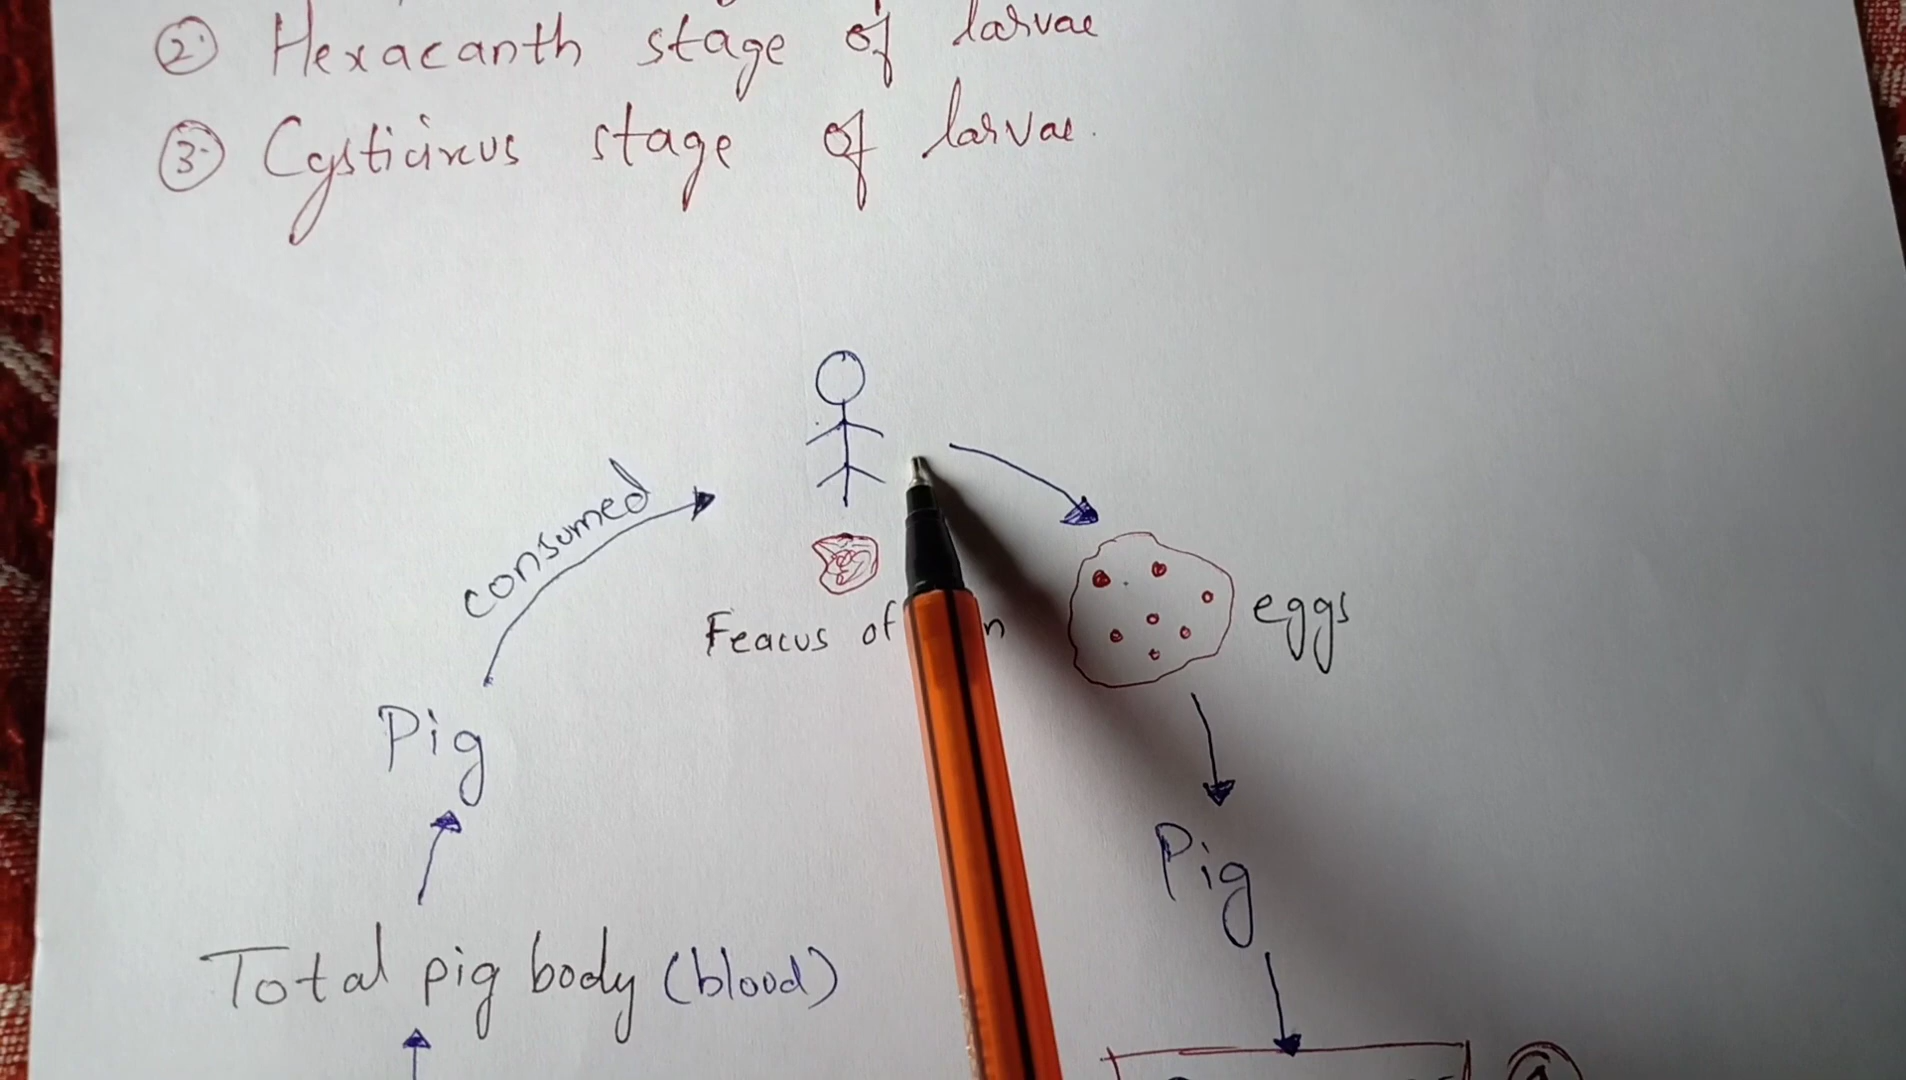 ② Hexacanth stage of larvae
③ Cysticircus stage of larvae.
consumed
Feacus of
eggs
Pig
Pig
Total pig body (blood)